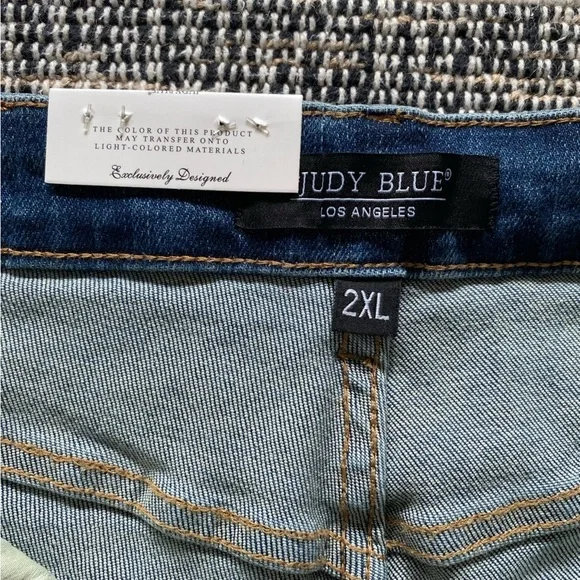 THE COLOR OF THIS PRODUCT
MAY TRANSFER ONTO
LIGHT-COLORED MATERIALS
Exclusively Designed
JUDY BLUE®
LOS ANGELES
2XL